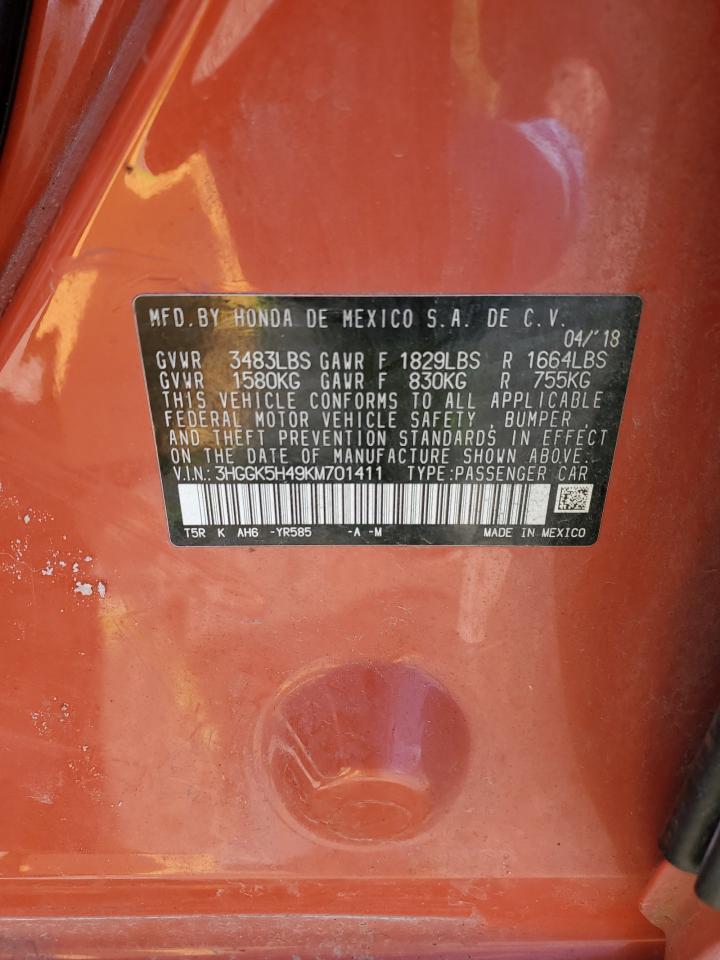 MFD. BY HONDA DE MEXICO S.A. DE C.V.
04/'18
GVWR 3483LBS GAWR F 1829LBS R 1664LBS
GVWR 1580KG GAWR F 830KG R 755KG
THIS VEHICLE CONFORMS TO ALL APPLICABLE
FEDERAL MOTOR VEHICLE SAFETY , BUMPER ,
AND THEFT PREVENTION STANDARDS IN EFFECT
ON THE DATE OF MANUFACTURE SHOWN ABOVE.
V.I.N.: 3HGGK5H49KM701411 TYPE:PASSENGER CAR
T5R K AH6 -YR585 -A -M MADE IN MEXICO